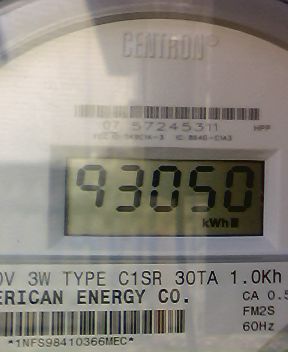 CENTRON®
07 57245311 HPP
93050
kWh
0V 3W TYPE C1SR 30TA 1.0Kh
ERICAN ENERGY CO. CA 0.5
FM2S
60Hz
*1NFS98410366MEC*